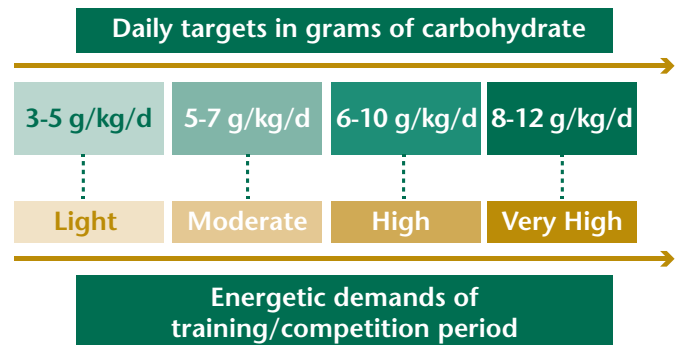 Daily targets in grams of carbohydrate
3-5 g/kg/d
5-7 g/kg/d
6-10 g/kg/d
8-12 g/kg/d
Light
Moderate
High
Very High
Energetic demands of
training/competition period